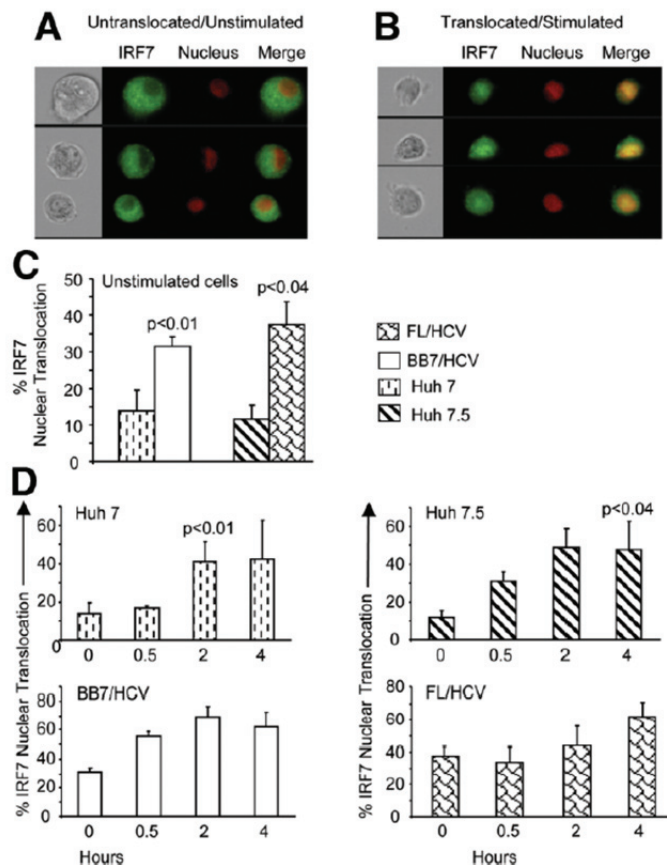 A
Untranslocated/Unstimulated
IRF7 Nucleus Merge
B
Translocated/Stimulated
IRF7 Nucleus Merge
C
Unstimulated cells
p<0.01
p<0.04
% IRF7
Nuclear Translocation
50
40
30
20
10
0
FL/HCV
BB7/HCV
Huh 7
Huh 7.5
D
Huh 7
p<0.01
60
40
20
0
0 0.5 2 4
Huh 7.5
p<0.04
60
40
20
0
0 0.5 2 4
BB7/HCV
80
60
40
20
0
0 0.5 2 4
Hours
% IRF7 Nuclear Translocation
FL/HCV
80
60
40
20
0
0 0.5 2 4
Hours
% IRF7 Nuclear Translocation